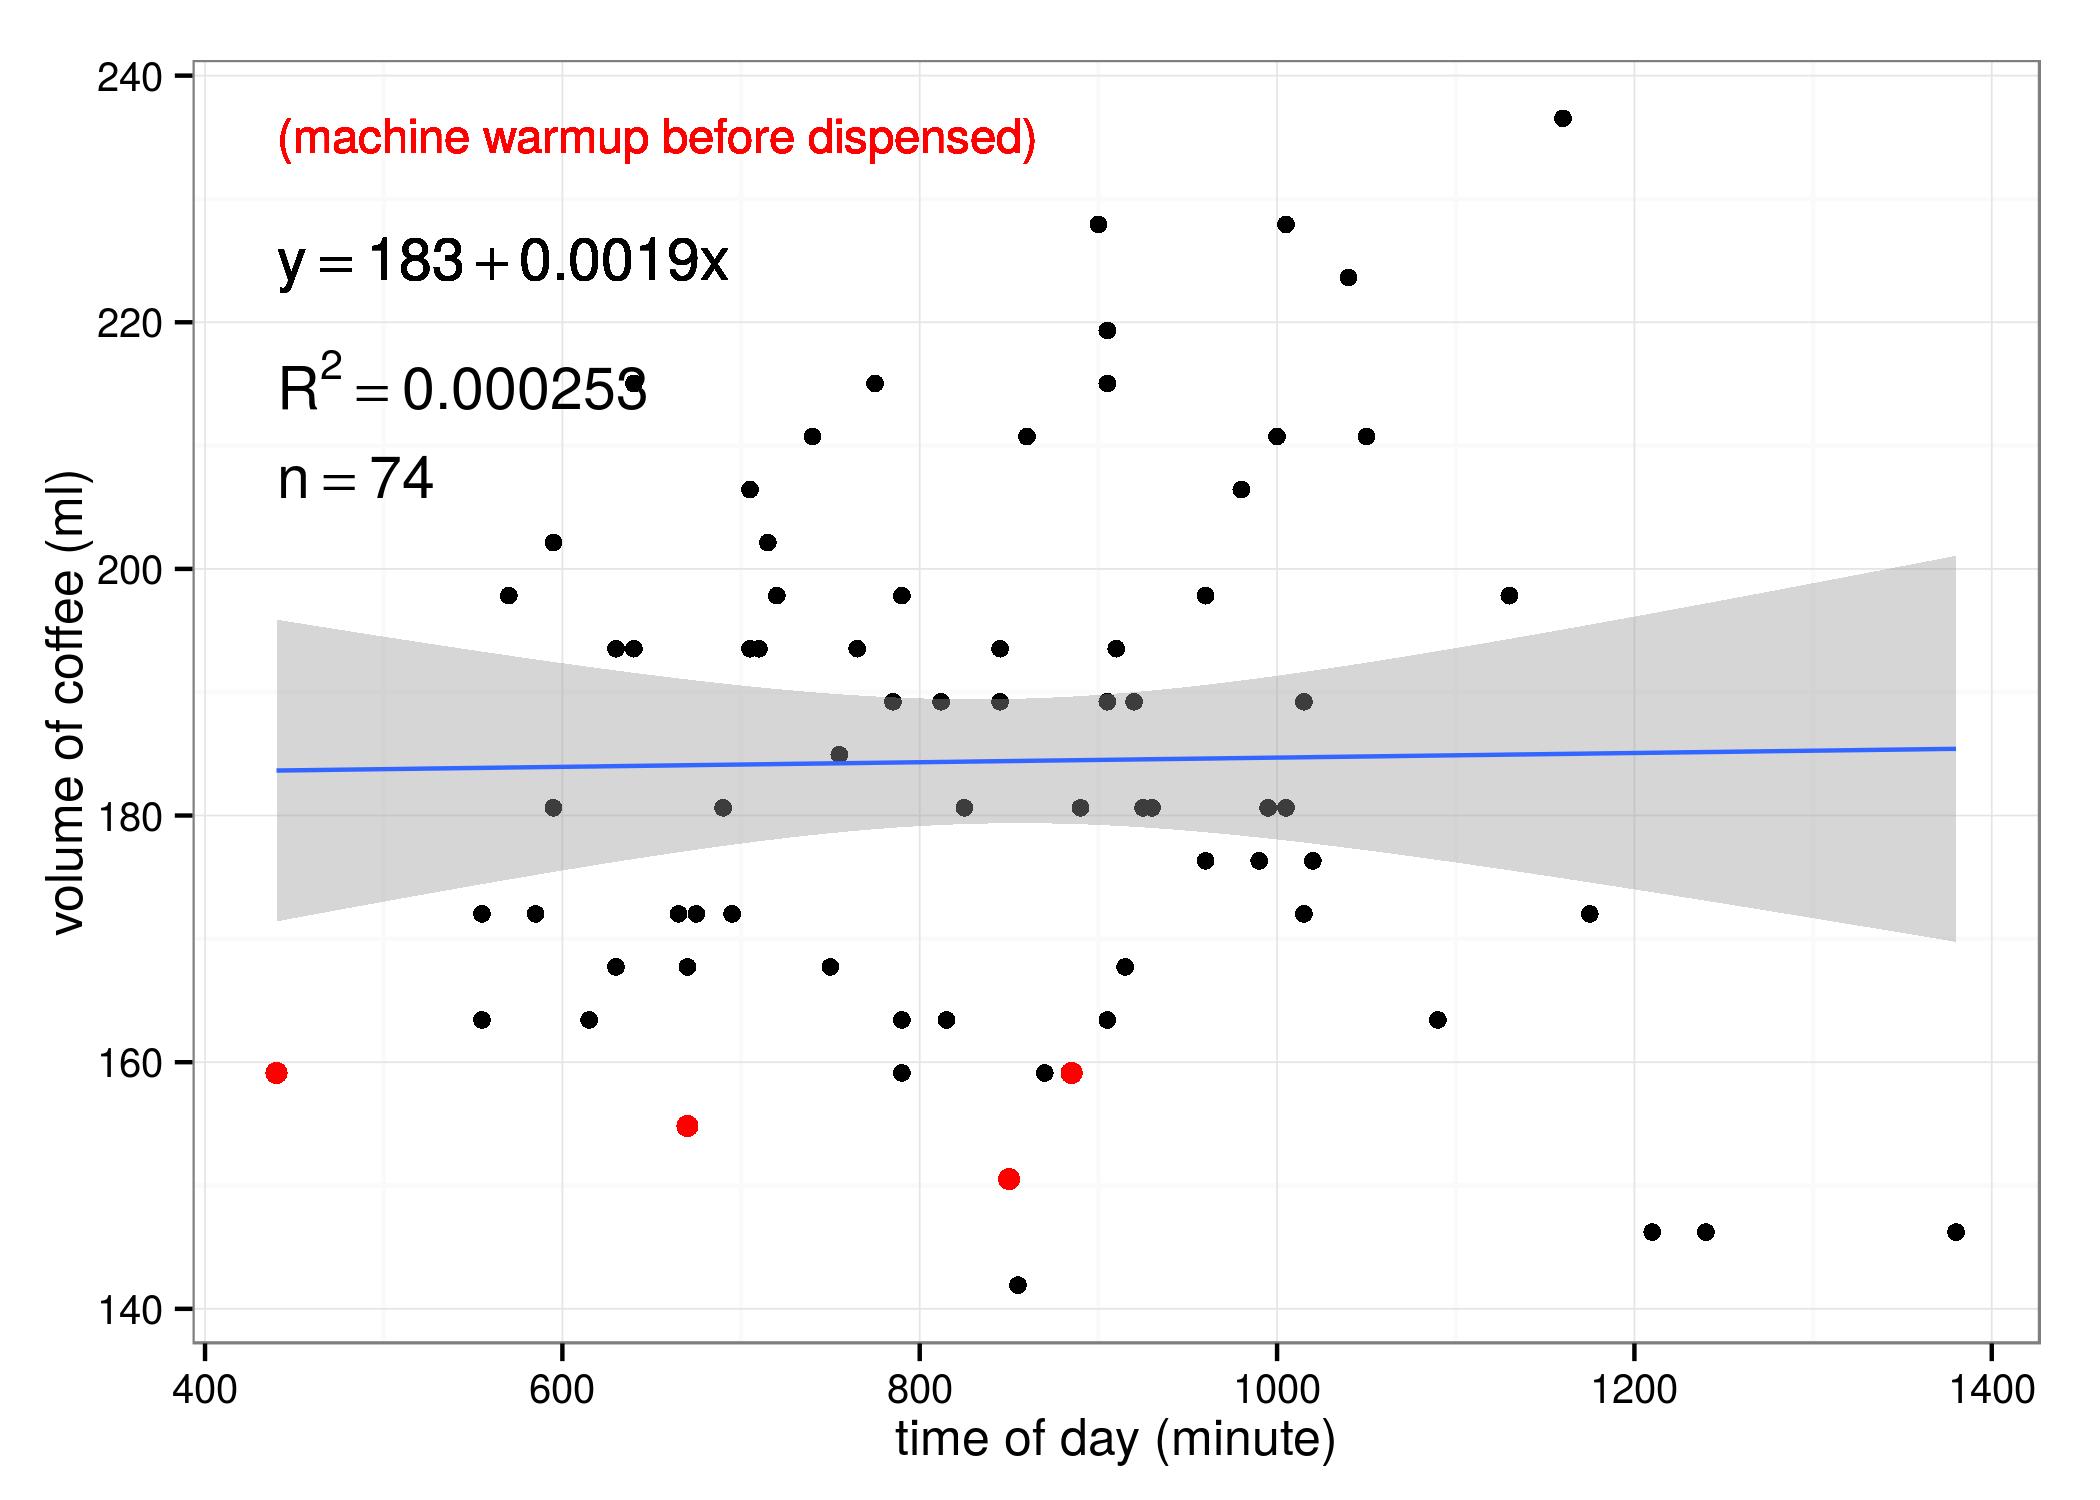 240
(machine warmup before dispensed)
y = 183 + 0.0019x
220
R² = 0.000253
n = 74
200
180
160
140
volume of coffee (ml)
400 600 800 1000 1200 1400
time of day (minute)